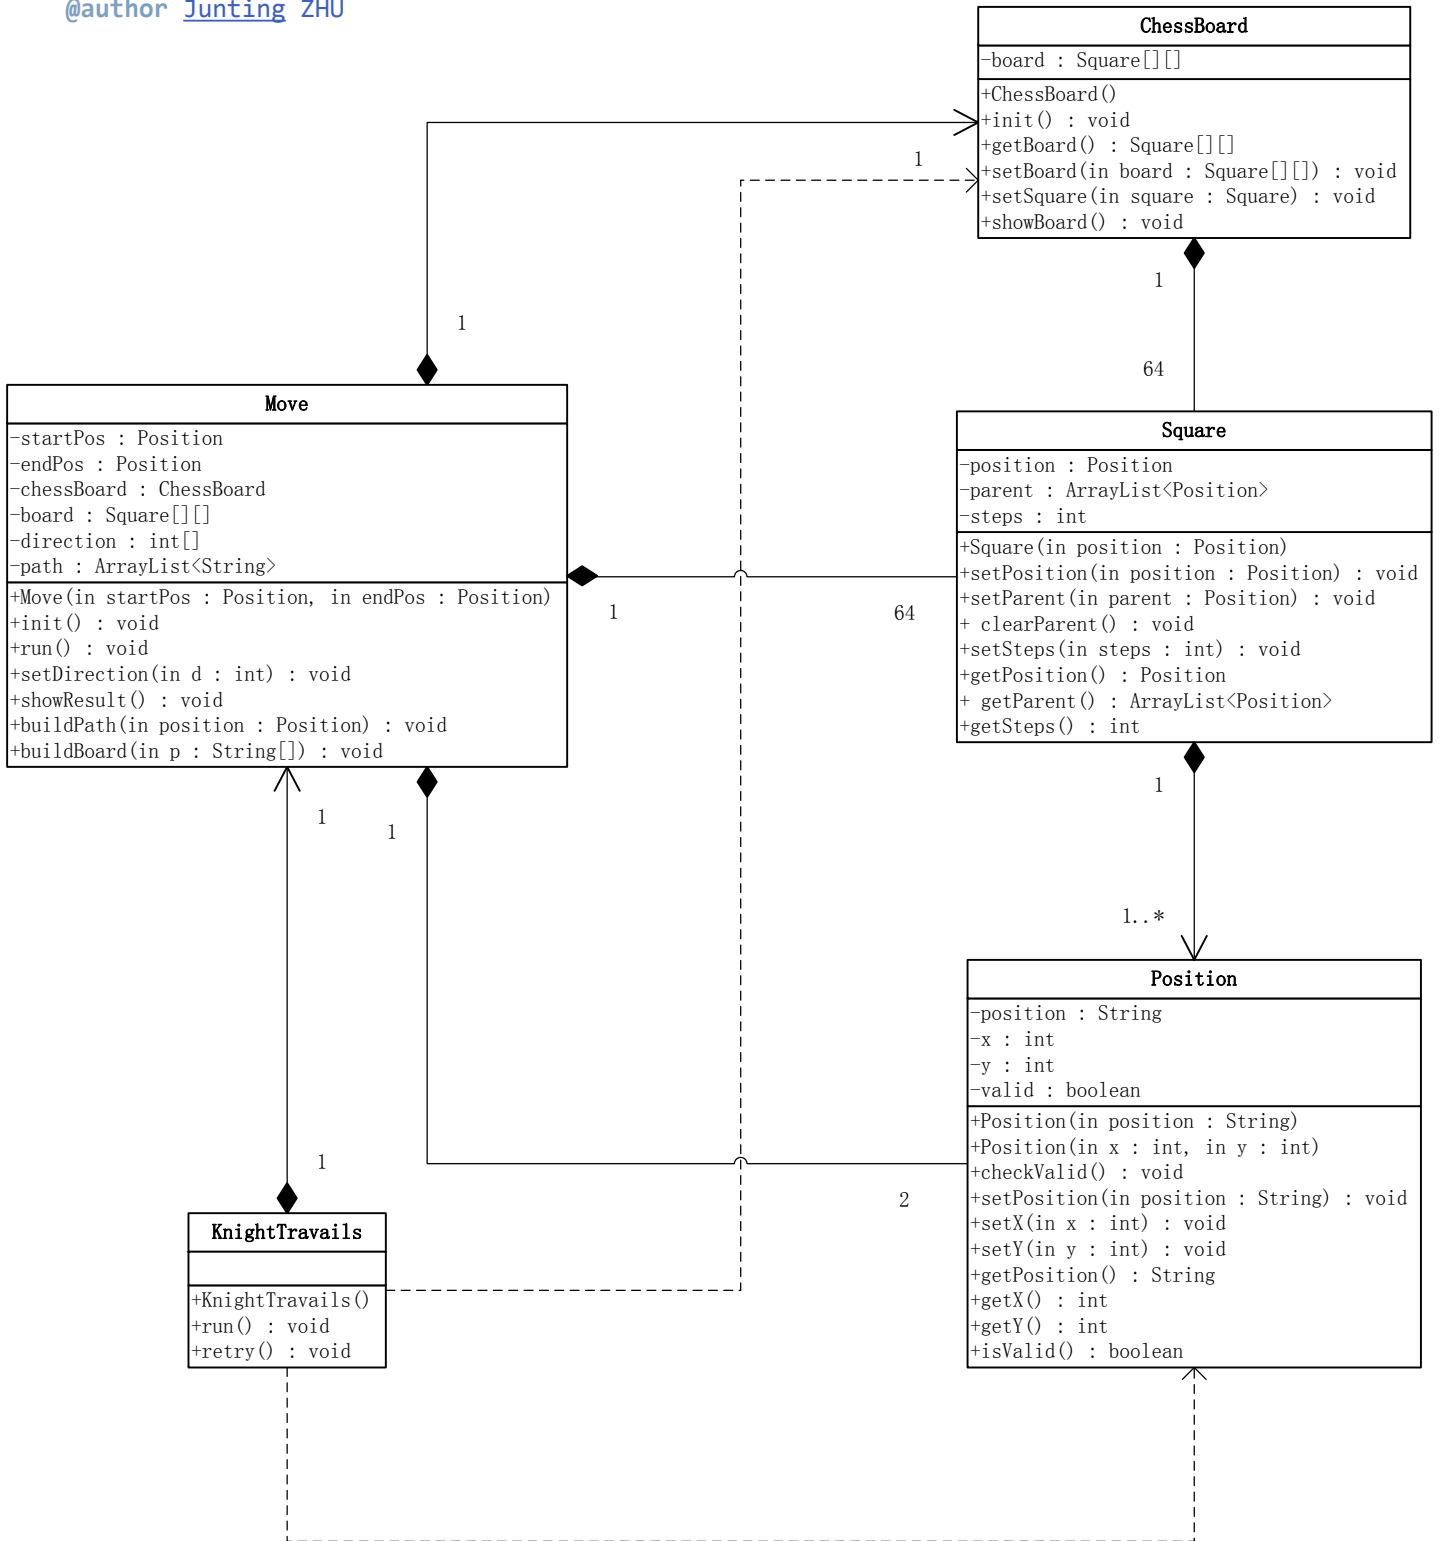 @author Junting ZHU
ChessBoard
-board : Square[][]
+ChessBoard()
+init() : void
+getBoard() : Square[][]
+setBoard(in board : Square[][]) : void
+setSquare(in square : Square) : void
+showBoard() : void
1
1
1
64
Move
-startPos : Position
-endPos : Position
-chessBoard : ChessBoard
-board : Square[][]
-direction : int[]
-path : ArrayList<String>
+Move(in startPos : Position, in endPos : Position)
+init() : void
+run() : void
+setDirection(in d : int) : void
+showResult() : void
+buildPath(in position : Position) : void
+buildBoard(in p : String[]) : void
1
64
Square
-position : Position
-parent : ArrayList<Position>
-steps : int
+Square(in position : Position)
+setPosition(in position : Position) : void
+setParent(in parent : Position) : void
+ clearParent() : void
+setSteps(in steps : int) : void
+getPosition() : Position
+ getParent() : ArrayList<Position>
+getSteps() : int
1
1
1
1..*
Position
-position : String
-x : int
-y : int
-valid : boolean
+Position(in position : String)
+Position(in x : int, in y : int)
+checkValid() : void
+setPosition(in position : String) : void
+setX(in x : int) : void
+setY(in y : int) : void
+getPosition() : String
+getX() : int
+getY() : int
+isValid() : boolean
1
2
KnightTravails
+KnightTravails()
+run() : void
+retry() : void